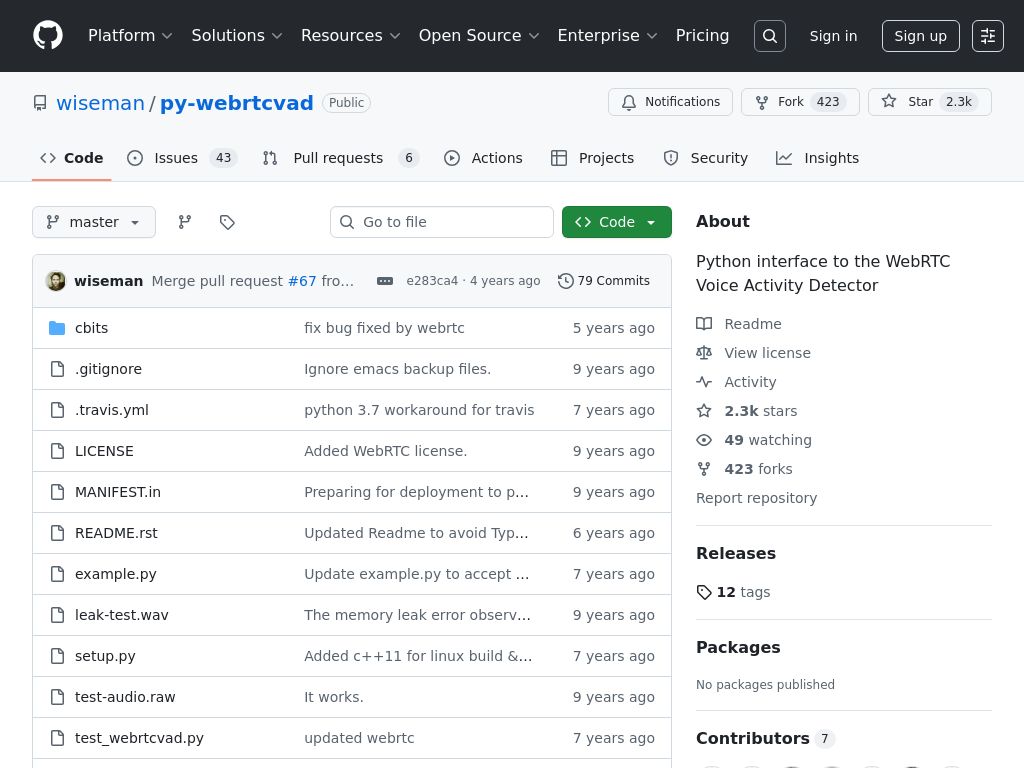 Platform Solutions Resources Open Source Enterprise Pricing Sign in Sign up
wiseman / py-webrtcvad Public Notifications Fork 423 Star 2.3k
Code Issues 43 Pull requests 6 Actions Projects Security Insights
master Go to file Code
wiseman Merge pull request #67 fro… e283ca4 · 4 years ago 79 Commits
cbits fix bug fixed by webrtc 5 years ago
.gitignore Ignore emacs backup files. 9 years ago
.travis.yml python 3.7 workaround for travis 7 years ago
LICENSE Added WebRTC license. 9 years ago
MANIFEST.in Preparing for deployment to p… 9 years ago
README.rst Updated Readme to avoid Typ… 6 years ago
example.py Update example.py to accept … 7 years ago
leak-test.wav The memory leak error observ… 9 years ago
setup.py Added c++11 for linux build &… 7 years ago
test-audio.raw It works. 9 years ago
test_webrtcvad.py updated webrtc 7 years ago
About
Python interface to the WebRTC
Voice Activity Detector
Readme
View license
Activity
2.3k stars
49 watching
423 forks
Report repository
Releases
12 tags
Packages
No packages published
Contributors 7